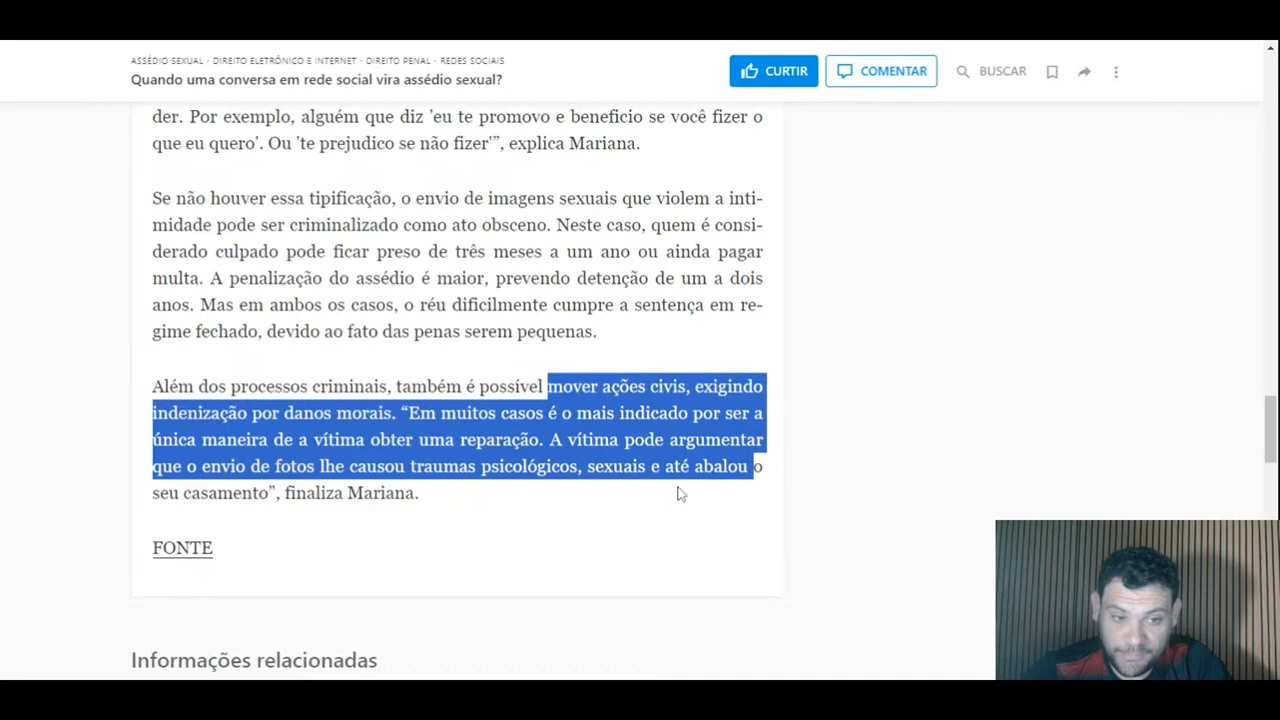 ASSÉDIO SEXUAL · DIREITO ELETRÔNICO E INTERNET · DIREITO PENAL · REDES SOCIAIS
Quando uma conversa em rede social vira assédio sexual?
CURTIR
COMENTAR
BUSCAR
der. Por exemplo, alguém que diz 'eu te promovo e beneficio se você fizer o
que eu quero'. Ou 'te prejudico se não fizer'”, explica Mariana.
Se não houver essa tipificação, o envio de imagens sexuais que violem a inti-
midade pode ser criminalizado como ato obsceno. Neste caso, quem é consi-
derado culpado pode ficar preso de três meses a um ano ou ainda pagar
multa. A penalização do assédio é maior, prevendo detenção de um a dois
anos. Mas em ambos os casos, o réu dificilmente cumpre a sentença em re-
gime fechado, devido ao fato das penas serem pequenas.
Além dos processos criminais, também é possível mover ações civis, exigindo
indenização por danos morais. “Em muitos casos é o mais indicado por ser a
única maneira de a vítima obter uma reparação. A vítima pode argumentar
que o envio de fotos lhe causou traumas psicológicos, sexuais e até abalou o
seu casamento”, finaliza Mariana.
FONTE
Informações relacionadas